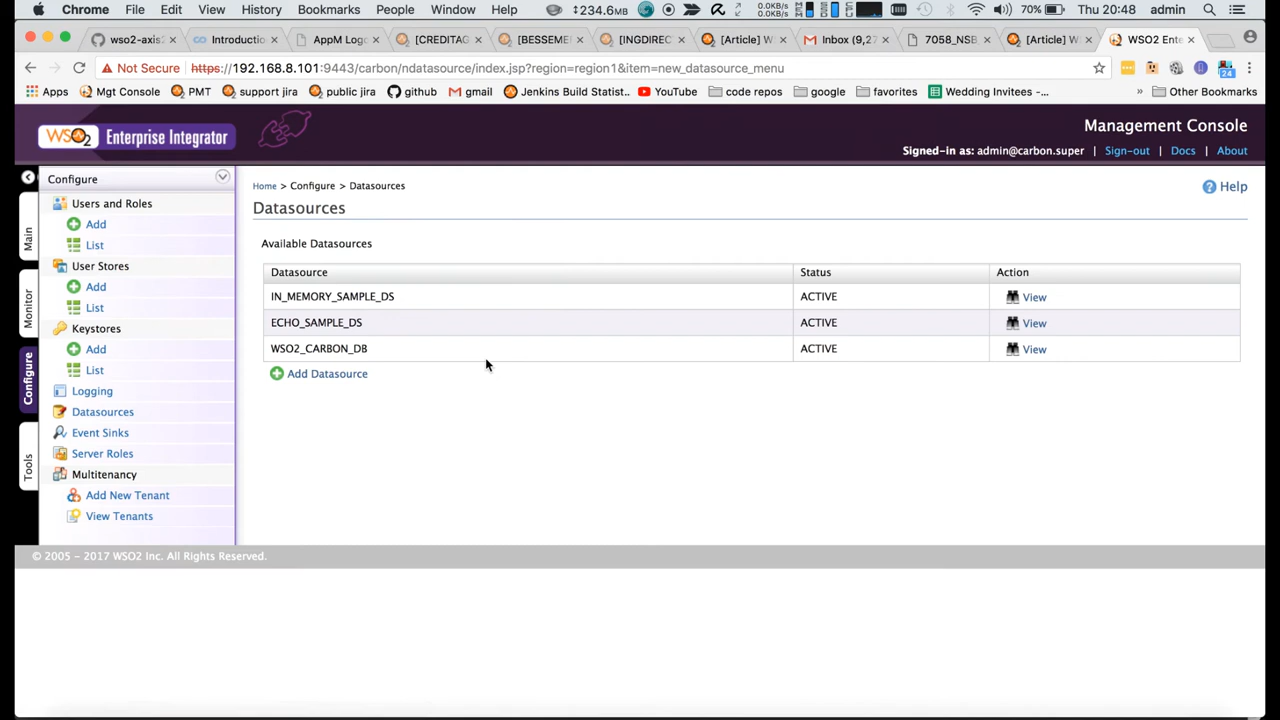 Chrome File Edit View History Bookmarks People Window Help 234.6MB 0.0KB/s 0.0KB/s 70% Thu 20:48 admin
wso2-axis2 Introductio AppM Logo [CREDITAG [BESSEME [INGDIREC [Article] W Inbox (9,27 7058_NSB [Article] W WSO2 Ente
Not Secure https://192.168.8.101:9443/carbon/ndatasource/index.jsp?region=region1&item=new_datasource_menu 24
Apps Mgt Console PMT support jira public jira github gmail Jenkins Build Statist.. YouTube code repos google favorites Wedding Invitees -... » Other Bookmarks
WSO2 Enterprise Integrator
Management Console
Signed-in as: admin@carbon.super | Sign-out | Docs | About
Main
Monitor
Configure
Tools
Configure
Users and Roles
Add
List
User Stores
Add
List
Keystores
Add
List
Logging
Datasources
Event Sinks
Server Roles
Multitenancy
Add New Tenant
View Tenants
Home > Configure > Datasources
Help
Datasources
Available Datasources
Datasource Status Action
IN_MEMORY_SAMPLE_DS ACTIVE View
ECHO_SAMPLE_DS ACTIVE View
WSO2_CARBON_DB ACTIVE View
Add Datasource
© 2005 - 2017 WSO2 Inc. All Rights Reserved.